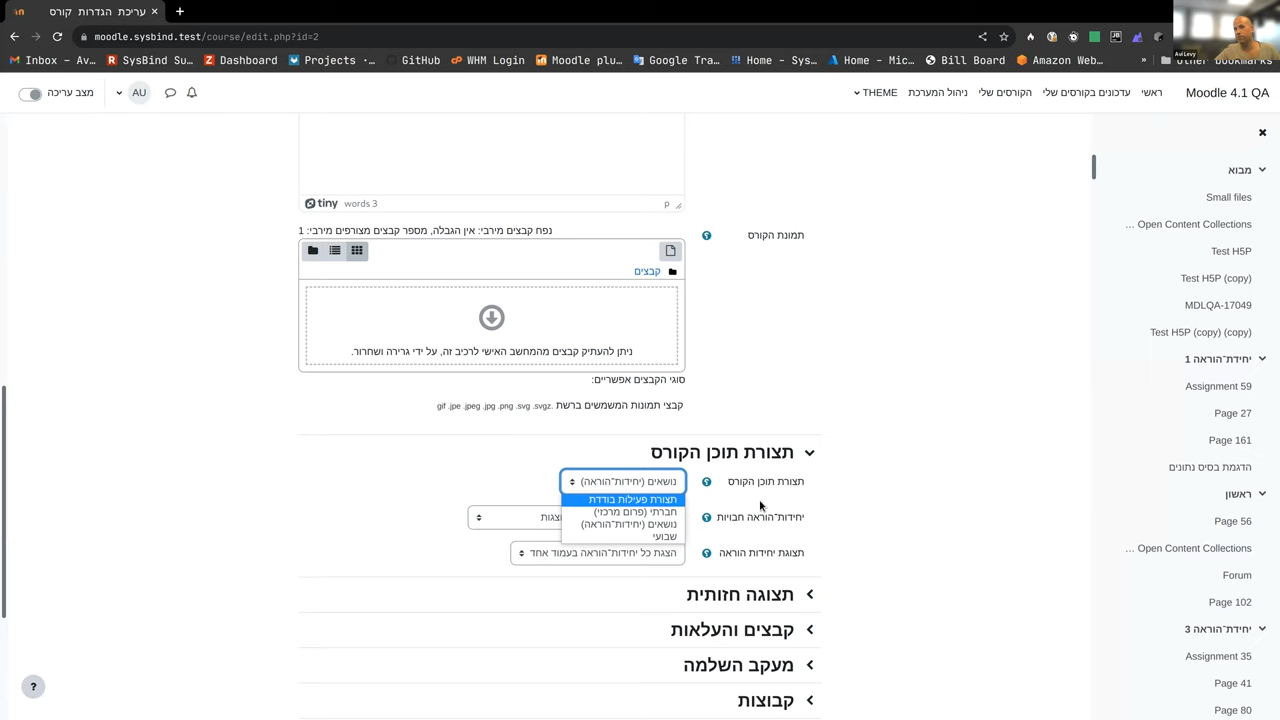 עריכת הגדרות קורס
moodle.sysbind.test/course/edit.php?id=2
Inbox – Av...
RysBind Su...
Dashboard
Projects · ...
GitHub
WHM Login
Moodle plu...
Google Tra...
Home – Sys...
Home – Mic...
Bill Board
Amazon Web...
Other bookmarks
Avi Levy
Moodle 4.1 QA
ראשי
עדכונים בקורסים שלי
הקורסים שלי
ניהול המערכת
THEME
AU
מצב עריכה
tiny
words 3
p
תמונת הקורס
נפח קבצים מירבי: אין הגבלה, מספר קבצים מצורפים מירבי: 1
קבצים
ניתן להעתיק קבצים מהמחשב האישי לרכיב זה, על ידי גרירה ושחרור.
סוגי הקבצים אפשריים:
קבצי תמונות המשמשים ברשת gif .jpe .jpeg .jpg .png .svg .svgz.
תצורת תוכן הקורס
תצורת תוכן הקורס
נושאים (יחידות־הוראה)
תצורת פעילות בודדת
חברתי (פרום מרכזי)
נושאים (יחידות־הוראה)
שבועי
יחידות־הוראה חבויות
תצוגת יחידות הוראה
הצגת כל יחידות־הוראה בעמוד אחד
תצוגה חזותית
קבצים והעלאות
מעקב השלמה
קבוצות
?
מבוא
Small files
Open Content Collections ...
Test H5P
Test H5P (copy)
MDLQA-17049
Test H5P (copy) (copy)
יחידת־הוראה 1
Assignment 59
Page 27
Page 161
הדגמת בסיס נתונים
ראשון
Page 56
Open Content Collections ...
Forum
Page 102
יחידת־הוראה 3
Assignment 35
Page 41
Page 80